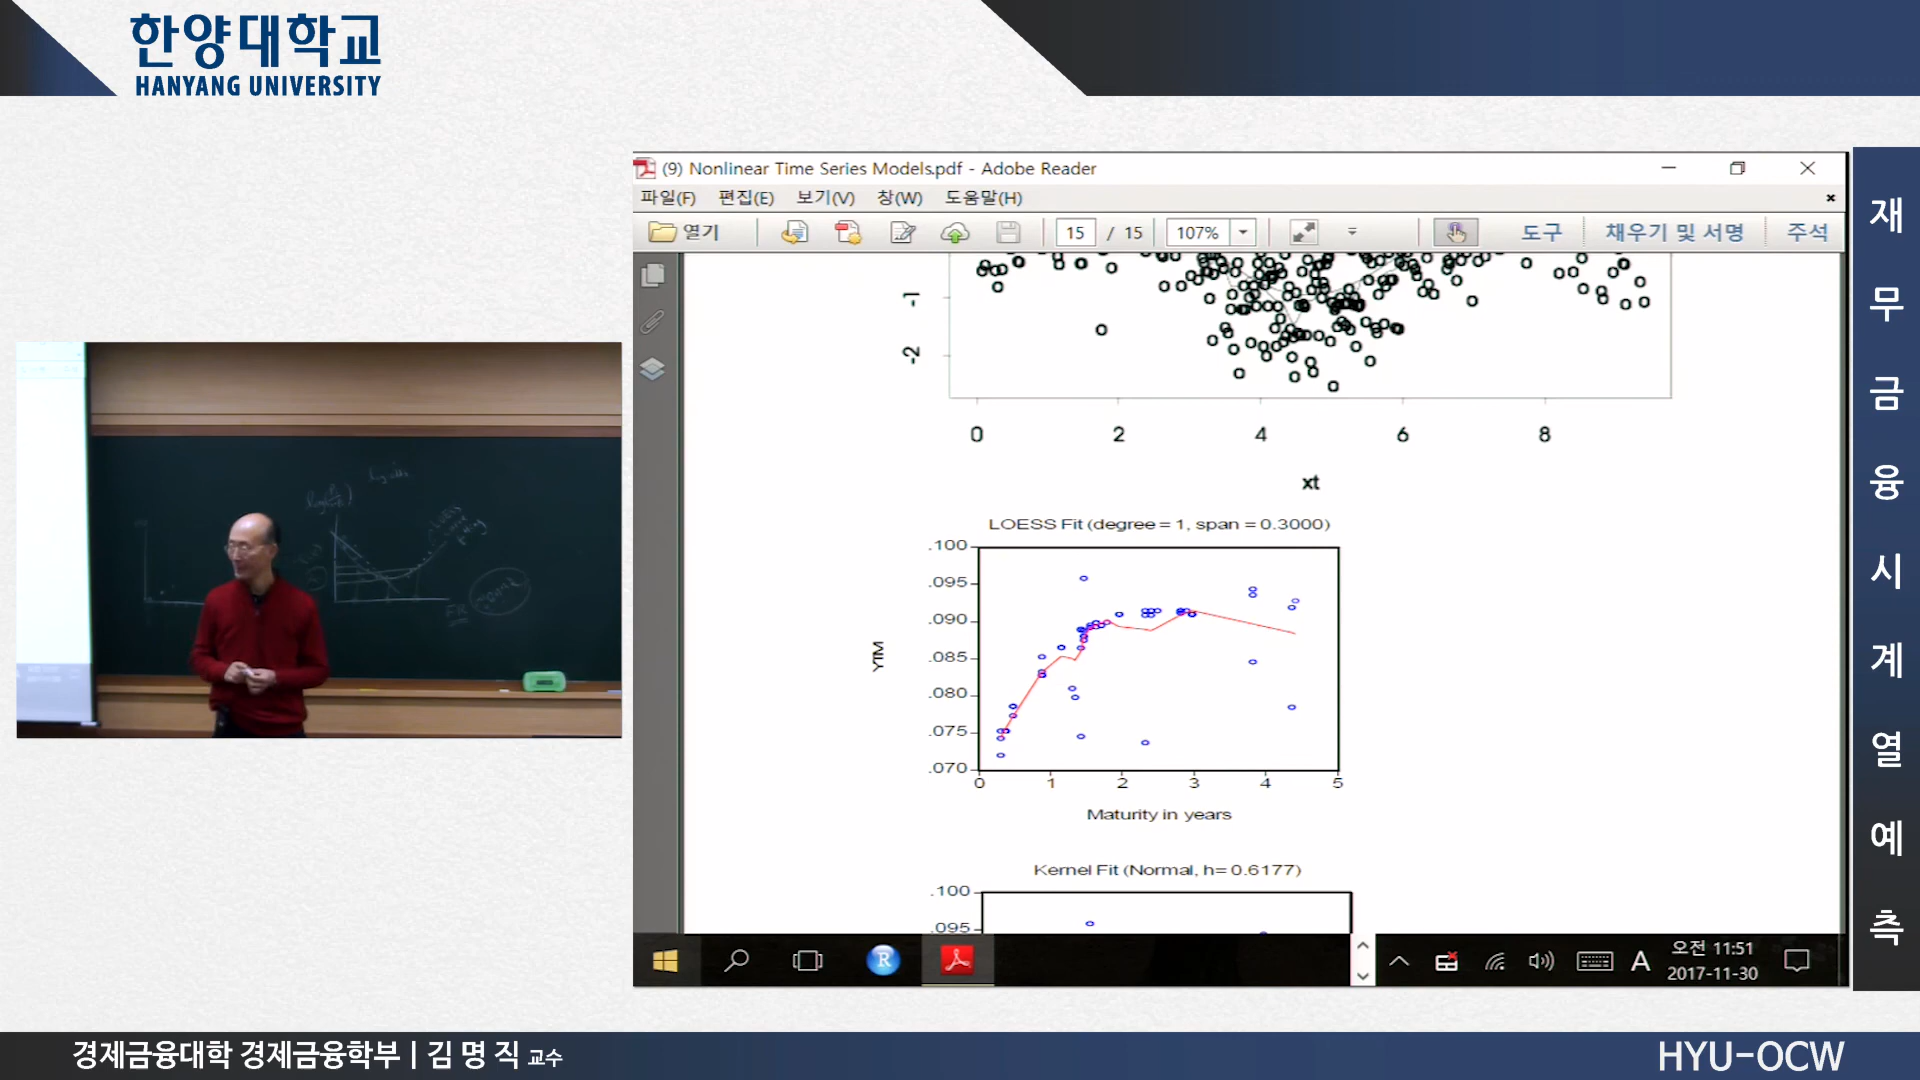 한양대학교
HANYANG UNIVERSITY
(9) Nonlinear Time Series Models.pdf - Adobe Reader
파일(F) 편집(E) 보기(V) 창(W) 도움말(H)
열기 15 / 15 107% 도구 채우기 및 서명 주석
-1
-2
0 2 4 6 8
xt
LOESS Fit (degree = 1, span = 0.3000)
.100
.095
.090
.085
.080
.075
.070
YTM
0 1 2 3 4 5
Maturity in years
Kernel Fit (Normal, h= 0.6177)
.100
.095
R
A
오전 11:51
2017-11-30
재무금융시계열예측
경제금융대학 경제금융학부 | 김명직 교수
HYU-OCW